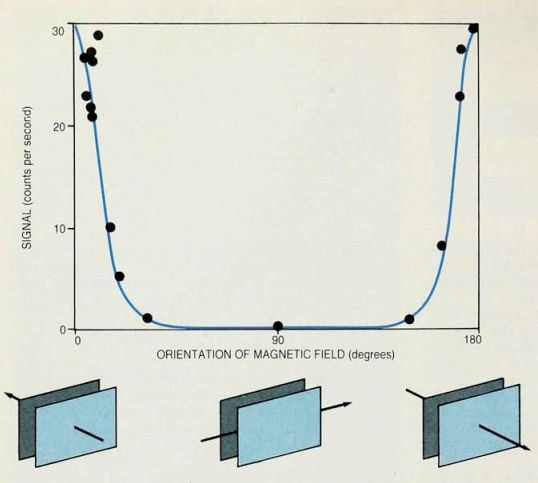 30
20
10
0
SIGNAL (counts per second)
0 90 180
ORIENTATION OF MAGNETIC FIELD (degrees)